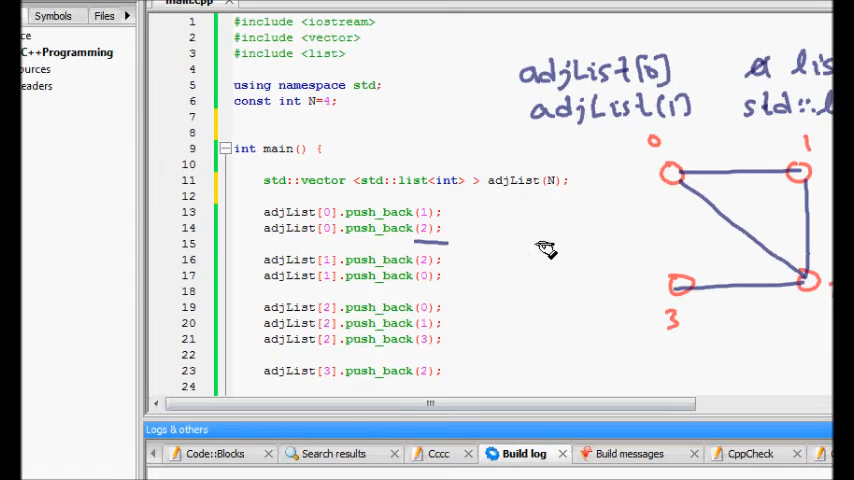 main.cpp
Symbols Files
ce
C++Programming
ources
eaders
1 #include <iostream>
2 #include <vector>
3 #include <list>
4
5 using namespace std;
6 const int N=4;
7
8
9 int main() {
10
11 std::vector <std::list<int> > adjList(N);
12
13 adjList[0].push_back(1);
14 adjList[0].push_back(2);
15
16 adjList[1].push_back(2);
17 adjList[1].push_back(0);
18
19 adjList[2].push_back(0);
20 adjList[2].push_back(1);
21 adjList[2].push_back(3);
22
23 adjList[3].push_back(2);
24
adjList[0] a lis
adjList(1) std::l
0 1
3
Logs & others
Code::Blocks Search results Cccc Build log Build messages CppCheck